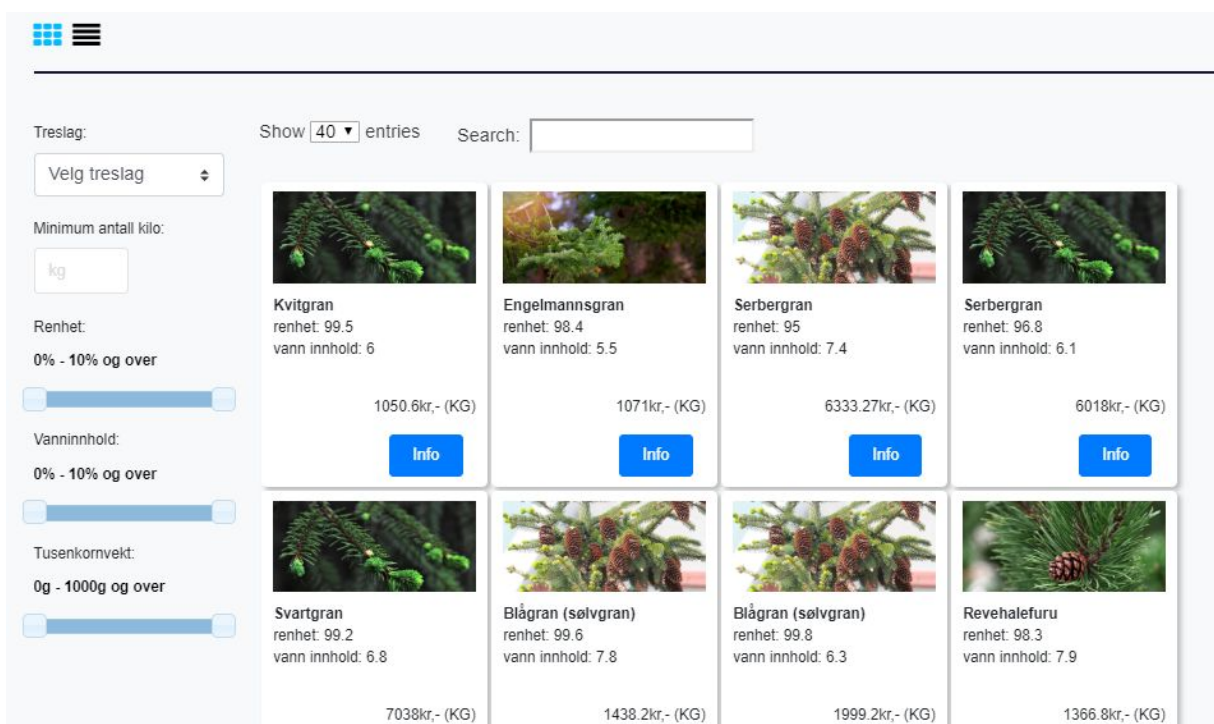 Treslag:
Velg treslag
Minimum antall kilo:
kg
Renhet:
0% - 10% og over
Vanninnhold:
0% - 10% og over
Tusenkornvekt:
0g - 1000g og over
Show 40 entries Search:
Kvitgran
renhet: 99.5
vann innhold: 6
1050.6kr,- (KG)
Info
Engelmannsgran
renhet: 98.4
vann innhold: 5.5
1071kr,- (KG)
Info
Serbergran
renhet: 95
vann innhold: 7.4
6333.27kr,- (KG)
Info
Serbergran
renhet: 96.8
vann innhold: 6.1
6018kr,- (KG)
Info
Svartgran
renhet: 99.2
vann innhold: 6.8
7038kr,- (KG)
Blågran (sølvgran)
renhet: 99.6
vann innhold: 7.8
1438.2kr,- (KG)
Blågran (sølvgran)
renhet: 99.8
vann innhold: 6.3
1999.2kr,- (KG)
Revehalefuru
renhet: 98.3
vann innhold: 7.9
1366.8kr,- (KG)